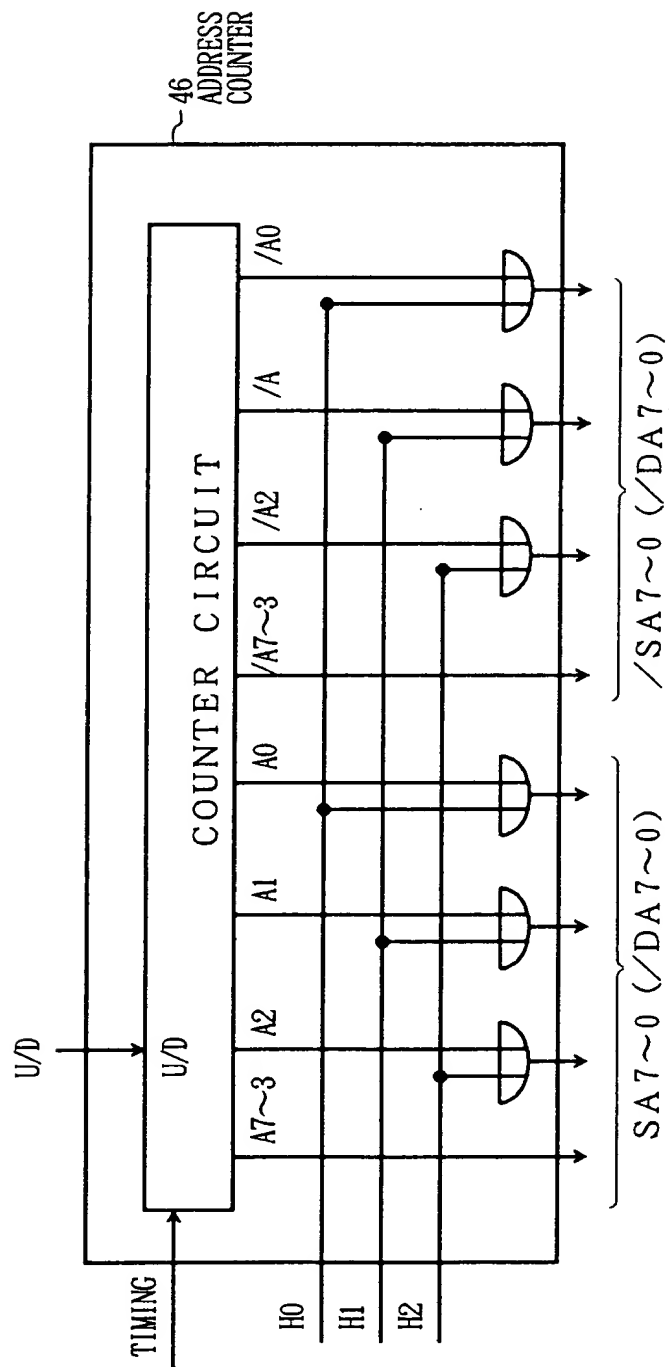 46
ADDRESS
COUNTER
U/D
TIMING
U/D
COUNTER CIRCUIT
A7~3
A2
A1
A0
/A7~3
/A2
/A
/A0
H0
H1
H2
SA7~0 (/DA7~0)
/SA7~0 (/DA7~0)